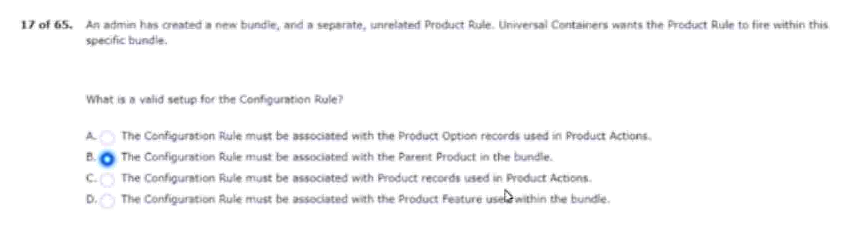 17 of 65. An admin has created a new bundle, and a separate, unrelated Product Rule. Universal Containers wants the Product Rule to fire within this
specific bundle.
What is a valid setup for the Configuration Rule?
A. The Configuration Rule must be associated with the Product Option records used in Product Actions.
B. The Configuration Rule must be associated with the Parent Product in the bundle.
C. The Configuration Rule must be associated with Product records used in Product Actions.
D. The Configuration Rule must be associated with the Product Feature used within the bundle.